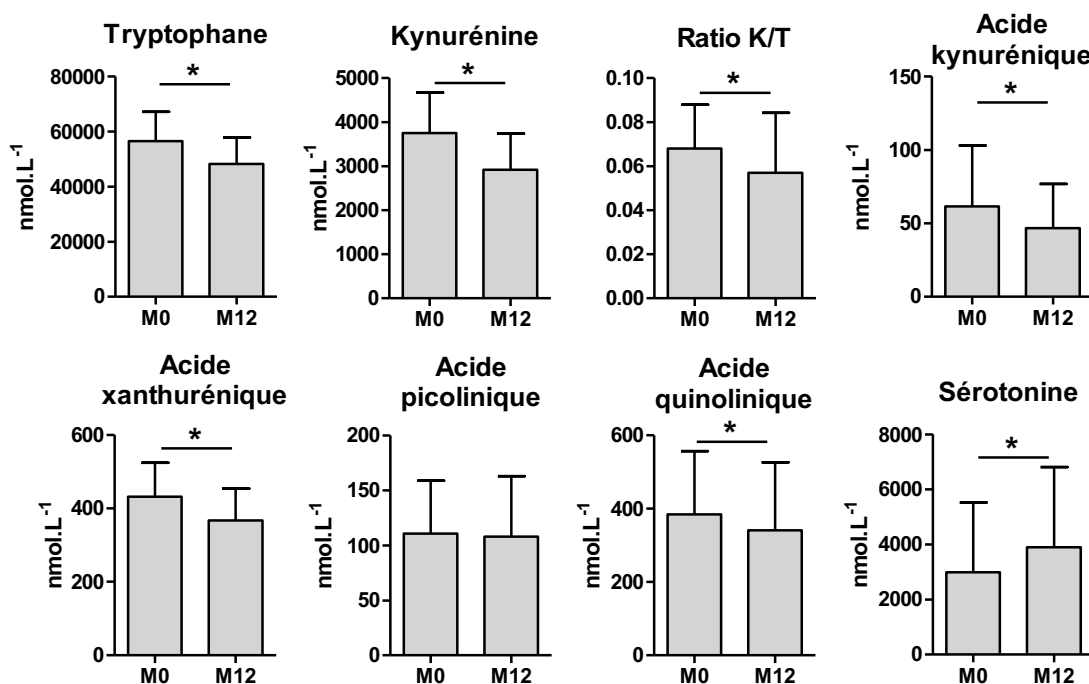 Tryptophane
80000
60000
40000
20000
0
nmol.L-1
*
M0 M12
Kynurénine
5000
4000
3000
2000
1000
0
nmol.L-1
*
M0 M12
Ratio K/T
0.10
0.08
0.06
0.04
0.02
0.00
*
M0 M12
Acide
kynurénique
150
100
50
0
nmol.L-1
*
M0 M12
Acide
xanthurénique
600
400
200
0
nmol.L-1
*
M0 M12
Acide
picolinique
200
150
100
50
0
nmol.L-1
M0 M12
Acide
quinolinique
600
400
200
0
nmol.L-1
*
M0 M12
Sérotonine
8000
6000
4000
2000
0
nmol.L-1
*
M0 M12